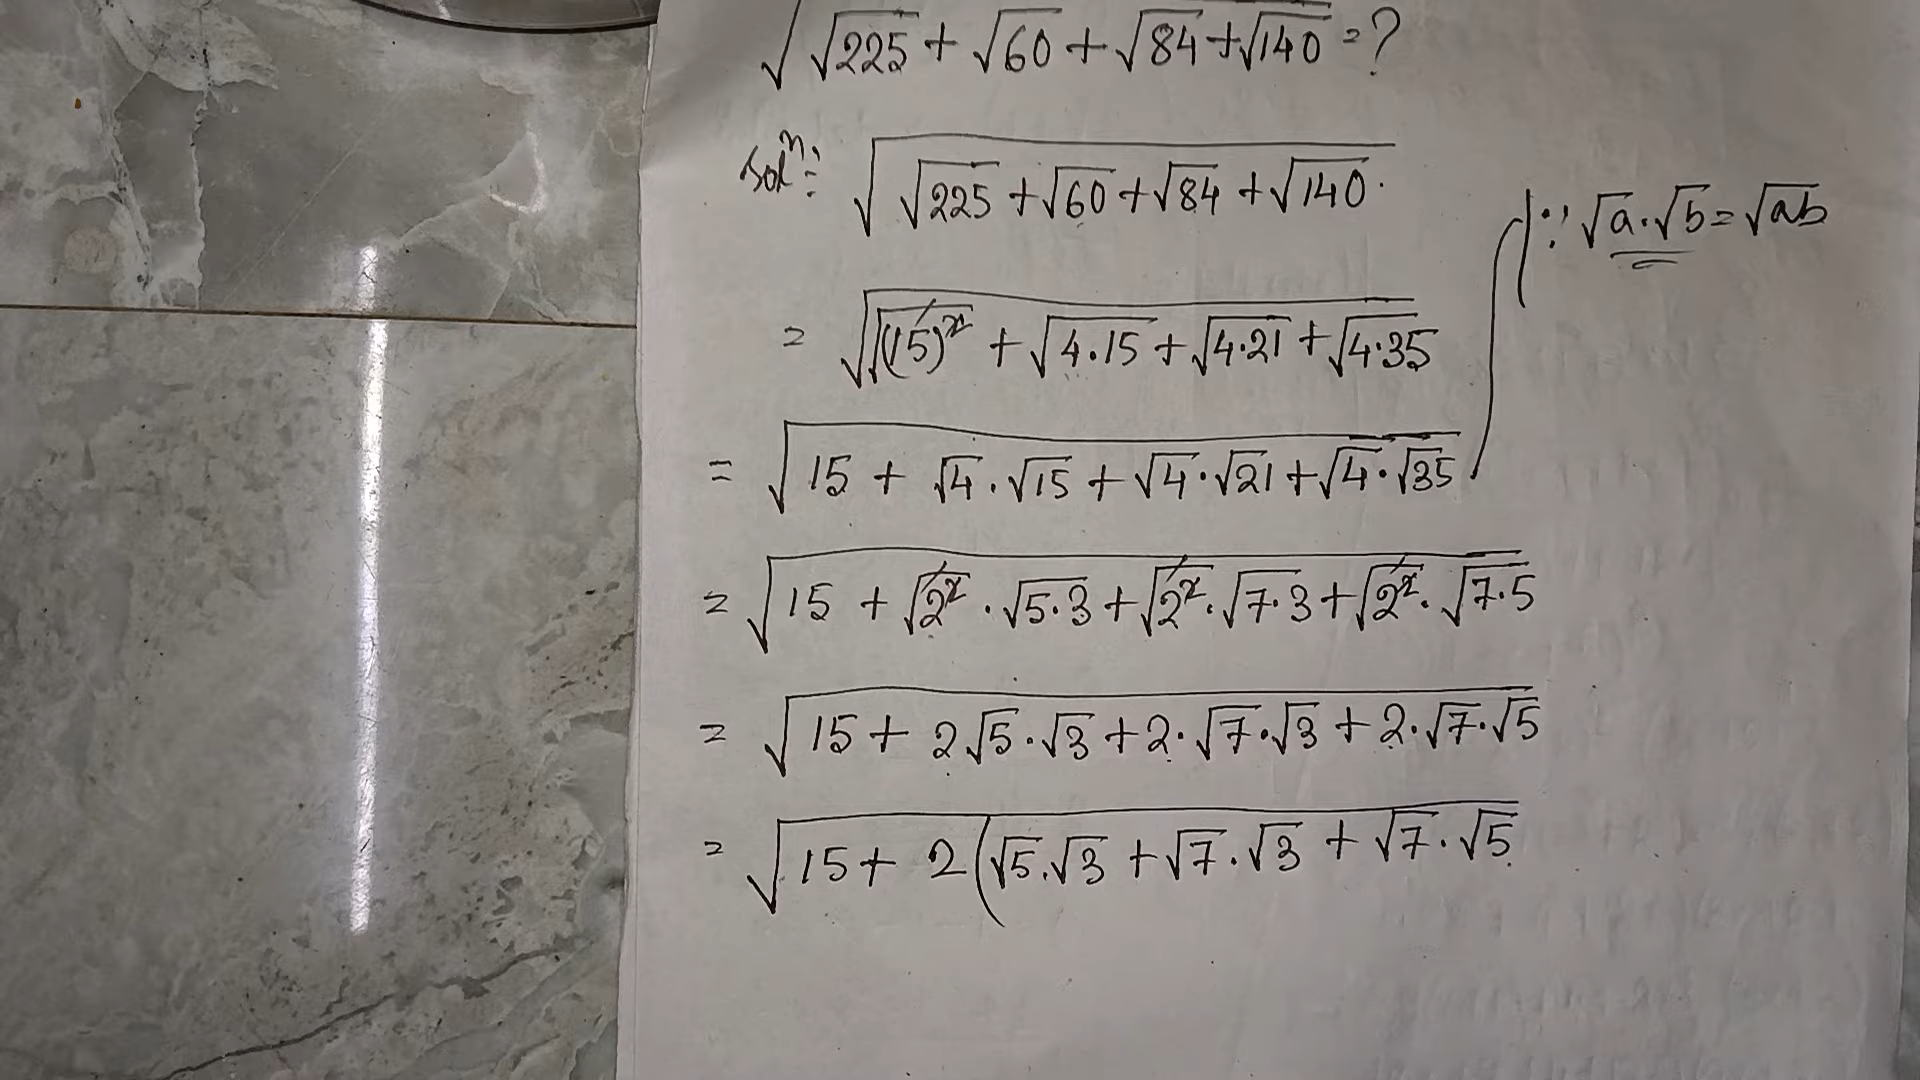 √(√225 + √60 + √84 + √140) = ?
Solⁿ: √(√225 + √60 + √84 + √140)
∵ √a·√b = √ab
= √(√(15)² + √4·15 + √4·21 + √4·35)
= √(15 + √4·√15 + √4·√21 + √4·√35)
= √(15 + √2²·√5·3 + √2²·√7·3 + √2²·√7·5)
= √(15 + 2√5·√3 + 2·√7·√3 + 2·√7·√5)
= √(15 + 2(√5·√3 + √7·√3 + √7·√5